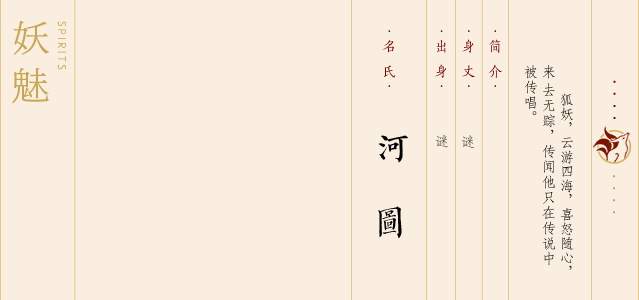 狐妖，云游四海，喜怒随心，
来去无踪，传闻他只在传说中
被传唱。
·简介·
·身丈·
谜
·出身·
谜
·名氏·
河圖
SPIRITS
妖魅